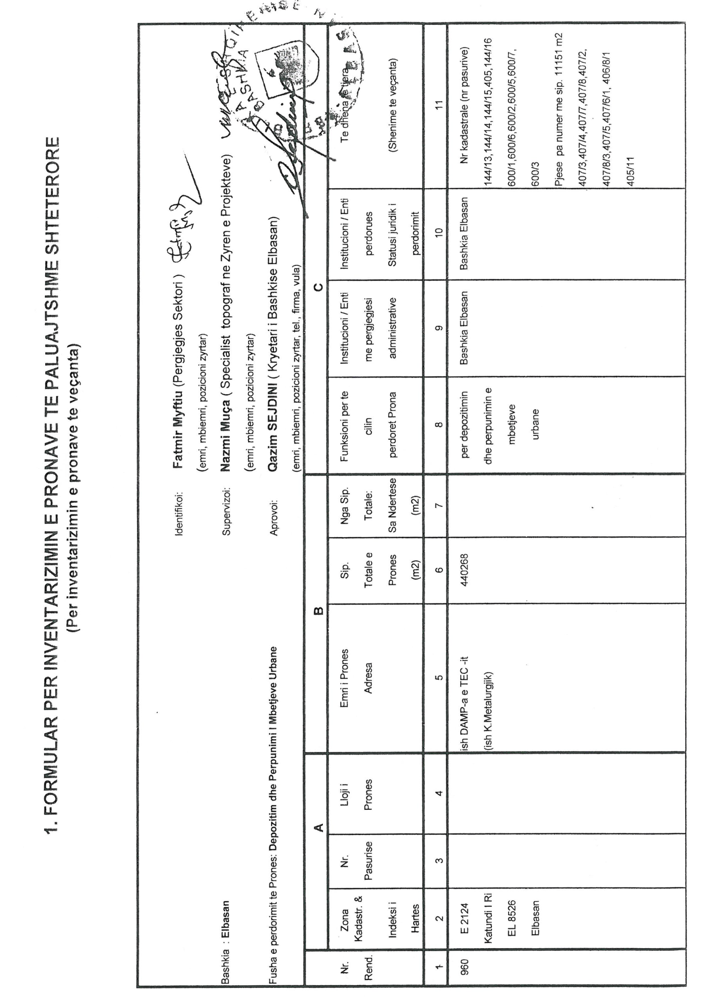 1. FORMULAR PER INVENTARIZIMIN E PRONAVE TE PALUAJTSHME SHTETERORE
(Per inventarizimin e pronave te veçanta)
Identifikoi: Fatmir Myftiu (Pergjegjes Sektori )
(emri, mbiemri, pozicioni zyrtar)
Bashkia : Elbasan Supervizoi: Nazmi Muça ( Specialist topograf ne Zyren e Projekteve)
(emri, mbiemri, pozicioni zyrtar)
Fusha e perdorimit te Prones: Depozitim dhe Perpunimi I Mbetjeve Urbane Aprovoi: Qazim SEJDINI ( Kryetari i Bashkise Elbasan)
(emri, mbiemri, pozicioni zyrtar, tel., firma, vula)
BASHKIA
A B C
Nr. Zona Nr. Lloji i Emri i Prones Sip. Nga Sip. Funksioni per te Institucioni / Enti Institucioni / Enti Te dhena te tjera
Rend. Kadastr. & Pasurise Prones Adresa Totale e Totale: cilin me pergjegjesi perdorues
Indeksi i Prones Sa Ndertese perdoret Prona administrative Statusi juridik i (Shenime te veçanta)
Hartes (m2) (m2) perdorimit
1 2 3 4 5 6 7 8 9 10 11
960 E 2124 ish DAMP-a e TEC -it 440268 per depozitimin Bashkia Elbasan Bashkia Elbasan Nr kadastrale (nr pasurive)
Katundi I Ri (ish K.Metalurgjik) dhe perpunimin e 144/13,144/14,144/15,405,144/16
EL 8526 mbetjeve 600/1,600/6,600/2,600/5,600/7,
Elbasan urbane 600/3
Pjese pa numer me sip. 11151 m2
407/3,407/4,407/7,407/8,407/2,
407/8/3,407/5,407/6/1, 406/8/1
405/11